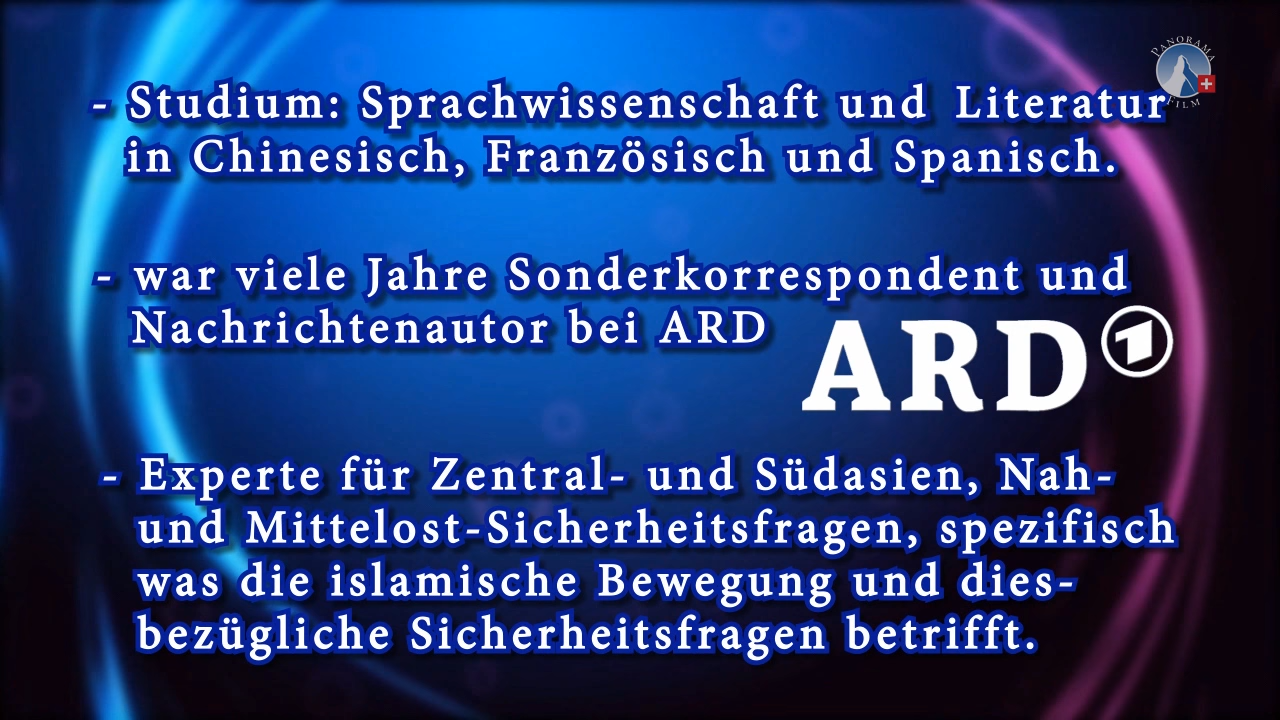 PANORAMA
FILM
- Studium: Sprachwissenschaft und Literatur
in Chinesisch, Französisch und Spanisch.
- war viele Jahre Sonderkorrespondent und
Nachrichtenautor bei ARD
ARD 1
- Experte für Zentral- und Südasien, Nah-
und Mittelost-Sicherheitsfragen, spezifisch
was die islamische Bewegung und dies-
bezügliche Sicherheitsfragen betrifft.